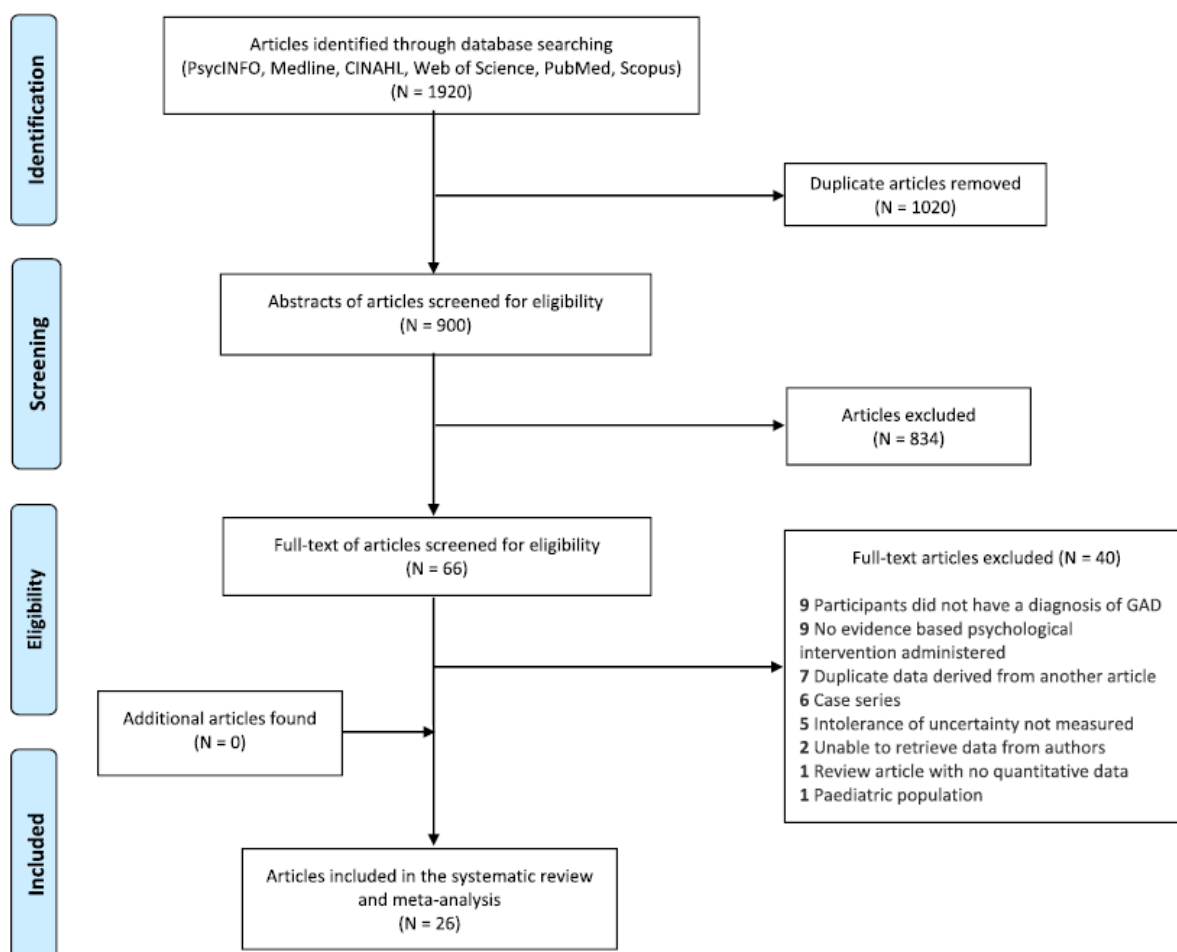 Identification
Articles identified through database searching
(PsycINFO, Medline, CINAHL, Web of Science, PubMed, Scopus)
(N = 1920)
Duplicate articles removed
(N = 1020)
Screening
Abstracts of articles screened for eligibility
(N = 900)
Articles excluded
(N = 834)
Eligibility
Full-text of articles screened for eligibility
(N = 66)
Full-text articles excluded (N = 40)
9 Participants did not have a diagnosis of GAD
9 No evidence based psychological
intervention administered
7 Duplicate data derived from another article
6 Case series
5 Intolerance of uncertainty not measured
2 Unable to retrieve data from authors
1 Review article with no quantitative data
1 Paediatric population
Additional articles found
(N = 0)
Included
Articles included in the systematic review
and meta-analysis
(N = 26)